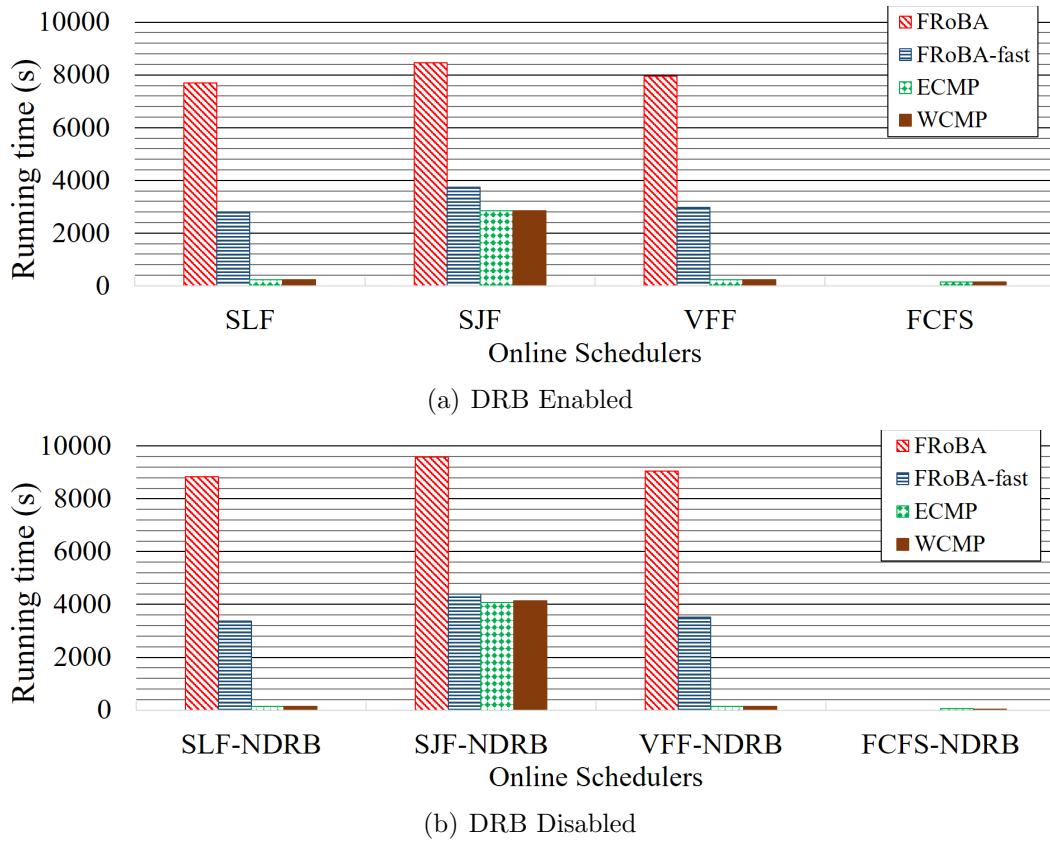 10000
8000
6000
4000
2000
0
Running time (s)
FRoBA
FRoBA-fast
ECMP
WCMP
SLF SJF VFF FCFS
Online Schedulers
(a) DRB Enabled
10000
8000
6000
4000
2000
0
Running time (s)
FRoBA
FRoBA-fast
ECMP
WCMP
SLF-NDRB SJF-NDRB VFF-NDRB FCFS-NDRB
Online Schedulers
(b) DRB Disabled